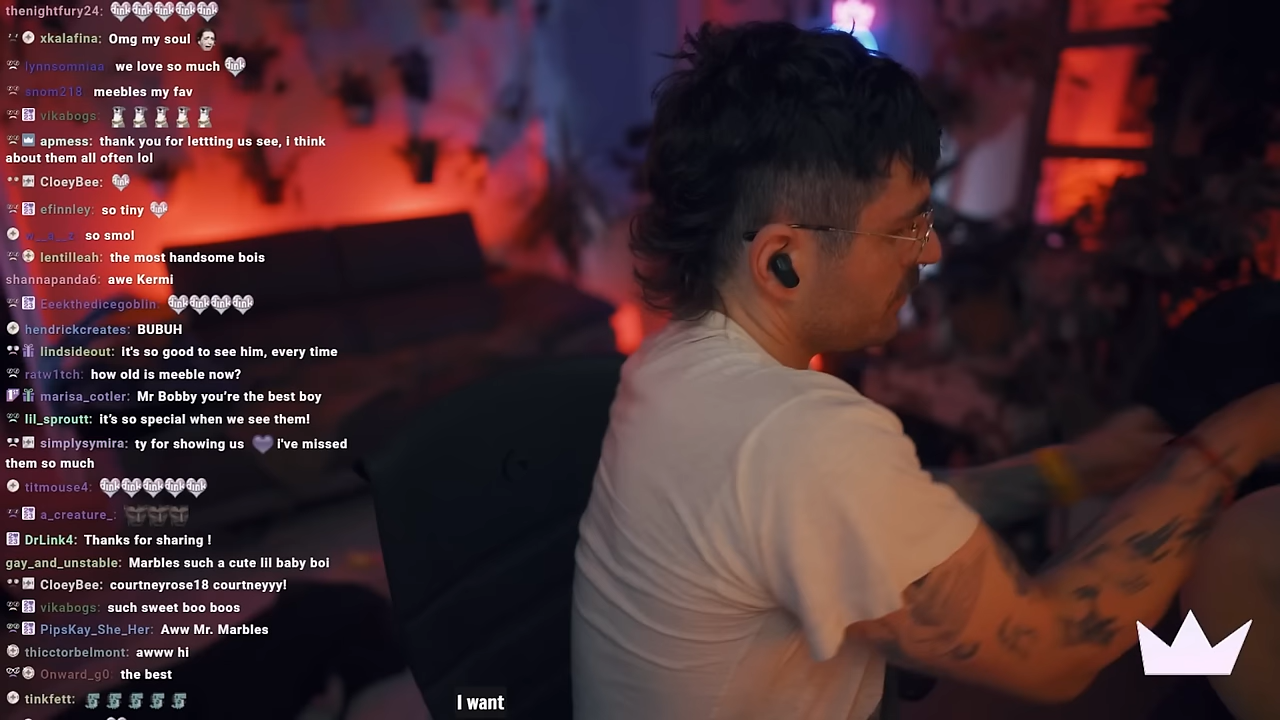 thenightfury24:
xkalafina: Omg my soul
lynnsomniaa we love so much
snom218 meebles my fav
vikabogs:
apmess: thank you for lettting us see, i think
about them all often lol
CloeyBee:
efinnley: so tiny
so smol
lentilleah: the most handsome bois
shannapanda6: awe Kermi
Eeekthedicegoblin:
hendrickcreates: BUBUH
lindsideout: it's so good to see him, every time
ratw1tch: how old is meeble now?
marisa_cotler: Mr Bobby you're the best boy
lil_sproutt: it's so special when we see them!
simplysymira: ty for showing us i've missed
them so much
titmouse4:
a_creature_:
DrLink4: Thanks for sharing !
gay_and_unstable: Marbles such a cute lil baby boi
CloeyBee: courtneyrose18 courtneyyy!
vikabogs: such sweet boo boos
PipsKay_She_Her: Aww Mr. Marbles
thicctorbelmont: awww hi
Onward_g0: the best
tinkfett:
I want